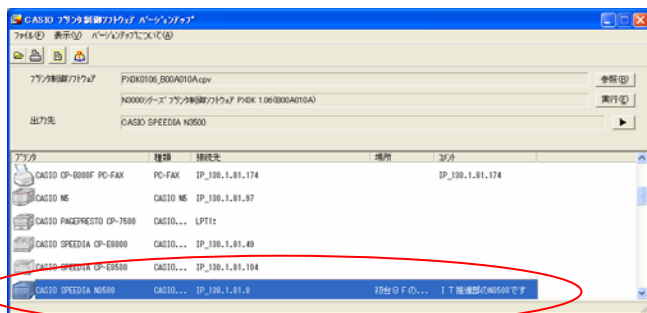 CASIO プリンタ制御ソフトウェア バージョンアップ
ファイル(F) 表示(V) バージョンアップについて(A)
プリンタ制御ソフトウェア PXDK0106_B00A010A.cpv 参照(B)
N3000シリーズ プリンタ制御ソフトウェア PXDK 1.06(B00A010A) 実行(E)
出力先 CASIO SPEEDIA N3500
プリンタ 種類 接続先 場所 コメント
CASIO CP-8000F PC-FAX PC-FAX IP_130.1.81.174 IP_130.1.81.174
CASIO N5 CASIO N5 IP_130.1.81.97
CASIO PAGEPRESTO CP-7500 CASIO... LPT1:
CASIO SPEEDIA CP-E8000 CASIO... IP_130.1.81.49
CASIO SPEEDIA CP-E8500 CASIO... IP_130.1.81.104
CASIO SPEEDIA N3500 CASIO... IP_130.1.81.8 初台８Ｆの... ＩＴ推進部のN3500です